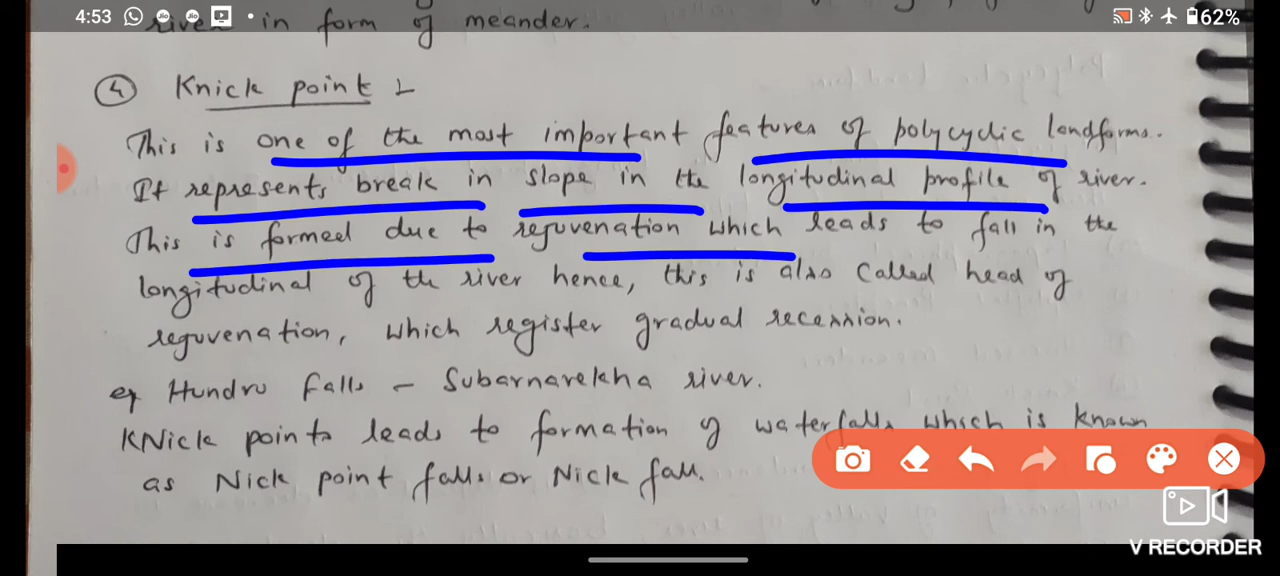 4:53
62%
river in form of meander.
4 Knick point :-
This is one of the most important features of polycyclic landforms.
It represents break in slope in the longitudinal profile of river.
This is formed due to rejuvenation which leads to fall in the
longitudinal of the river hence, this is also called head of
rejuvenation, which register gradual recession.
eg Hundru falls - Subarnarekha river.
KNick points leads to formation of waterfalls which is known
as Nick point falls or Nick fall.
V RECORDER